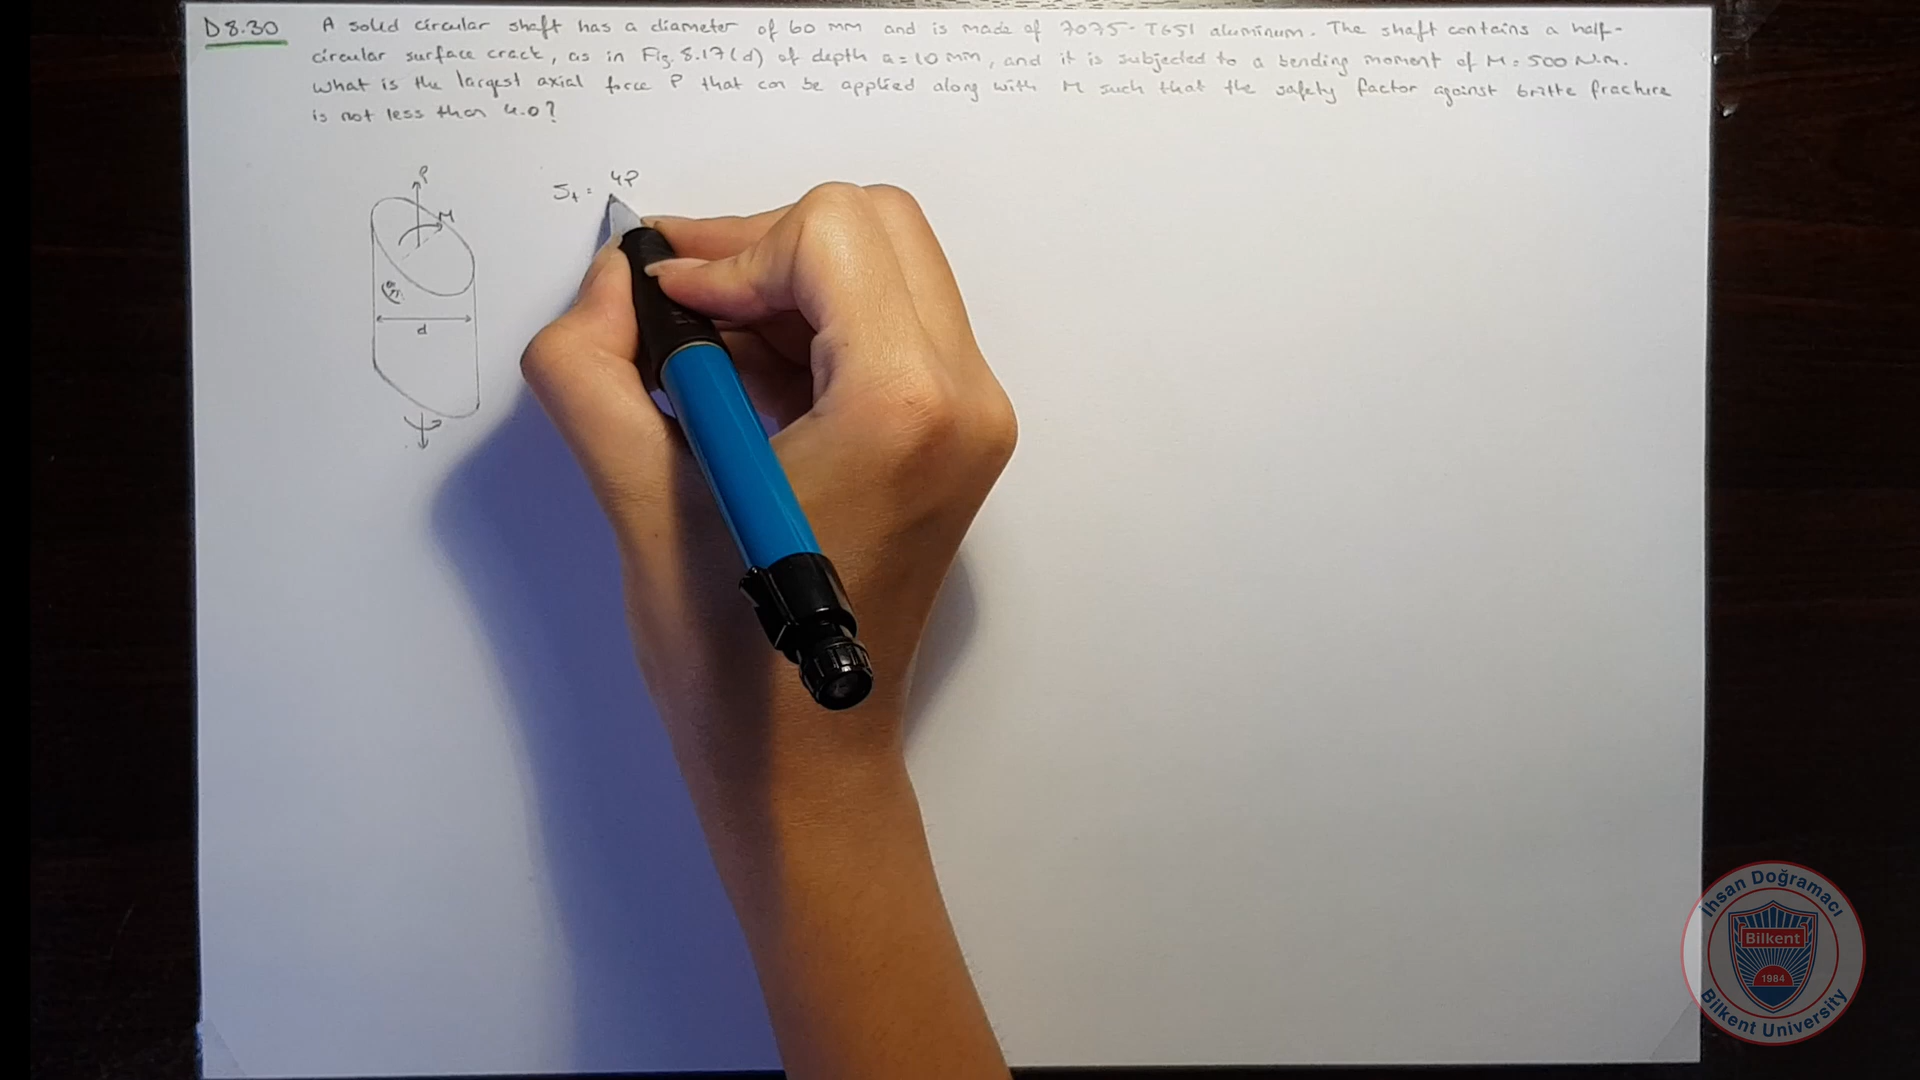 D8.30 A solid circular shaft has a diameter of 60 mm and is made of 7075-T651 aluminum. The shaft contains a half-
circular surface crack, as in Fig. 8.17(d) of depth a = 10 mm, and it is subjected to a bending moment of M = 500 N.m.
What is the largest axial force P that can be applied along with M such that the safety factor against britte fracture
is not less than 4.0?
P
M
a
d
St = 4P
İhsan Doğramacı
Bilkent
1984
Bilkent University